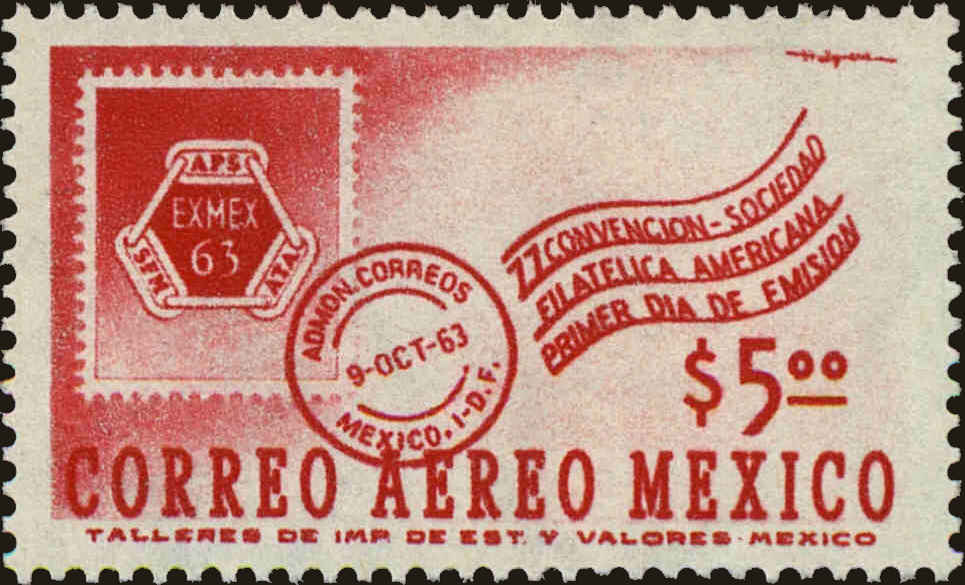 APS
EXMEX
63
SFM
ATA
ADMON. CORREOS
9-OCT-63
MEXICO, 1-D.F.
77 CONVENCION-SOCIEDAD
FILATELICA AMERICANA
PRIMER DIA DE EMISION
$5.00
CORREO AEREO MEXICO
TALLERES DE IMP. DE EST. Y VALORES-MEXICO